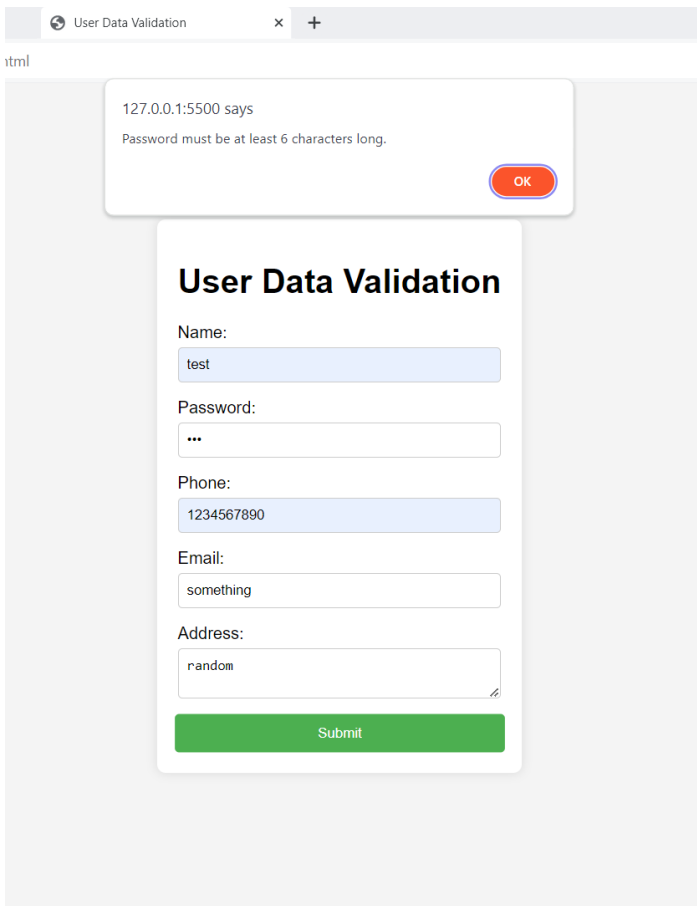 User Data Validation
html
127.0.0.1:5500 says
Password must be at least 6 characters long.
OK
User Data Validation
Name:
test
Password:
•••
Phone:
1234567890
Email:
something
Address:
random
Submit